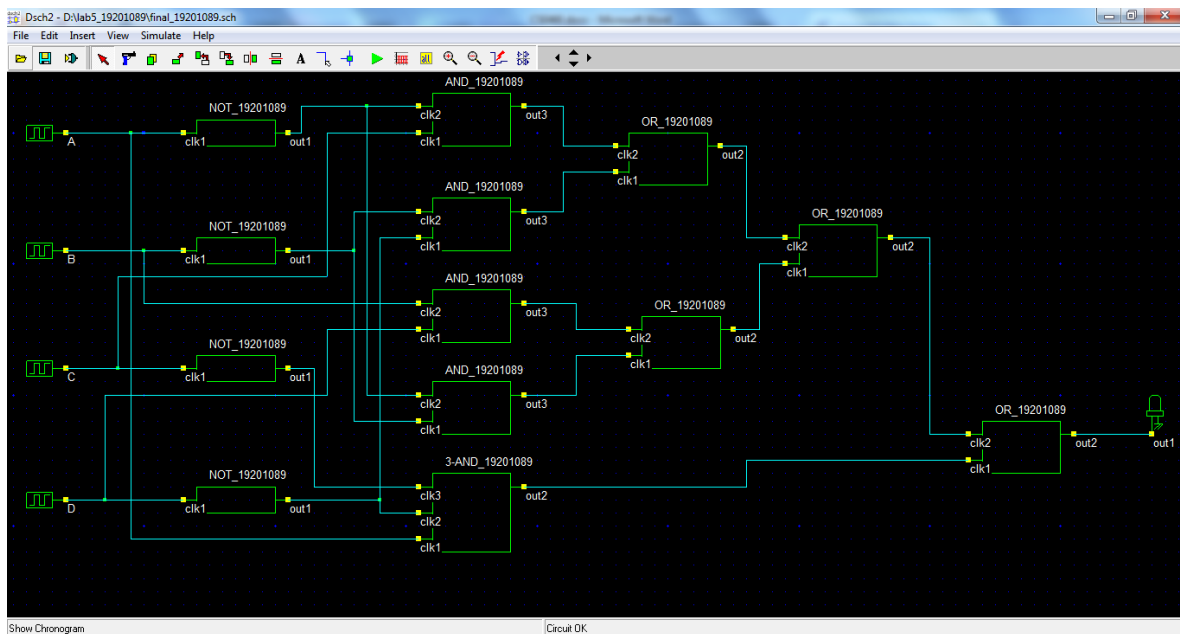 Dsch2 - D:\lab5_19201089\final_19201089.sch
File Edit Insert View Simulate Help
AND_19201089
NOT_19201089
clk2 out3
OR_19201089
A clk1 out1 clk1
clk2 out2
clk1
AND_19201089
OR_19201089
NOT_19201089
clk2 out3
clk2 out2
B clk1 out1 clk1
clk1
AND_19201089
OR_19201089
clk2 out3
clk2 out2
NOT_19201089
clk1
clk1
AND_19201089
C clk1 out1
clk2 out3
OR_19201089
clk1
clk2 out2 out1
3-AND_19201089
clk1
NOT_19201089
clk3 out2
D clk1 out1
clk2
clk1
Show Chronogram Circuit OK